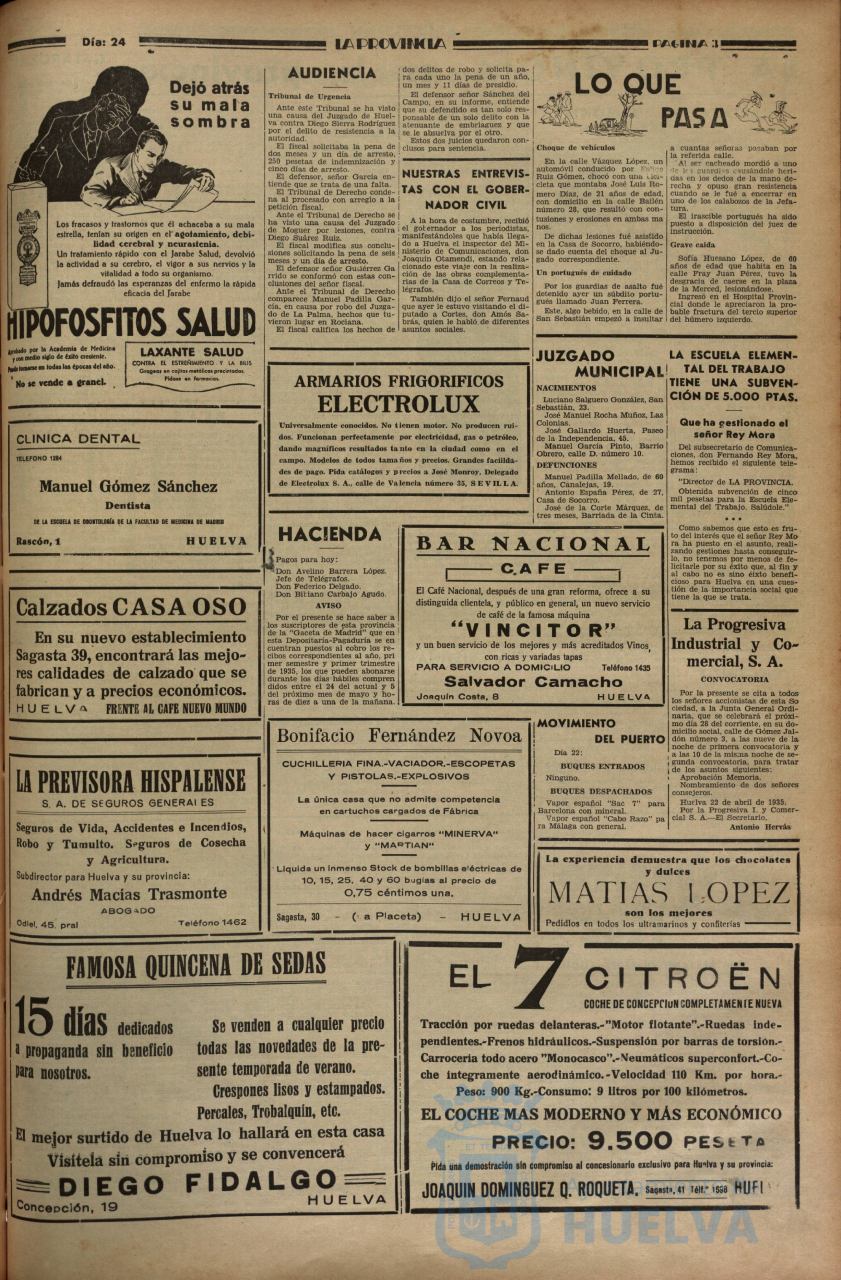 Día: 24
LA PROVINCIA
PAGINA 3
Dejó atrás
su mala
sombra
Los fracasos y trastornos que él achacaba a su mala
estrella, tenían su origen en el agotamiento, debi-
lidad cerebral y neurastenia.
Un tratamiento rápido con el Jarabe Salud, devolvió
la actividad a su cerebro, el vigor a sus nervios y la
vitalidad a todo su organismo.
Jamás defraudó las esperanzas del enfermo la rápida
eficacia del Jarabe
HIPOFOSFITOS SALUD
Aprobado por la Academia de Medicina
y con medio siglo de éxito creciente.
Puede tomarse en todas las épocas del año.
No se vende a granel.
LAXANTE SALUD
CONTRA EL ESTREÑIMIENTO Y LA BILIS
Grageas en cajitas metálicas precintadas.
Pídase en farmacias.
CLINICA DENTAL
TELEFONO 1284
Manuel Gómez Sánchez
Dentista
DE LA ESCUELA DE ODONTOLOGÍA DE LA FACULTAD DE MEDICINA DE MADRID
Rascón, 1 HUELVA
Calzados CASA OSO
En su nuevo establecimiento
Sagasta 39, encontrará las mejo-
res calidades de calzado que se
fabrican y a precios económicos.
HUELVA FRENTE AL CAFE NUEVO MUNDO
LA PREVISORA HISPALENSE
S. A. DE SEGUROS GENERALES
Seguros de Vida, Accidentes e Incendios,
Robo y Tumulto. Seguros de Cosecha
y Agricultura.
Subdirector para Huelva y su provincia:
Andrés Macias Trasmonte
ABOGADO
Odiel, 45, pral Teléfono 1462
AUDIENCIA
Tribunal de Urgencia
Ante este Tribunal se ha visto
una causa del Juzgado de Huel-
va contra Diego Sierra Rodríguez
por el delito de resistencia a la
autoridad.
El fiscal solicitaba la pena de
dos meses y un día de arresto,
250 pesetas de indemnización y
cinco días de arresto.
El defensor, señor García en-
tiende que se trata de una falta.
El Tribunal de Derecho conde-
na al procesado con arreglo a la
petición fiscal.
Ante el Tribunal de Derecho se
ha visto una causa del Juzgado
de Moguer por lesiones, contra
Diego Suárez Ruiz.
El fiscal modifica sus conclu-
siones solicitando la pena de seis
meses y un día de arresto.
El defensor señor Gutiérrez Ga
rrido se conformó con estas con-
clusiones del señor fiscal.
Ante el Tribunal de Derecho
comparece Manuel Padilla Gar-
cía, en causa por robo del Juzga-
do de La Palma, hechos que tu-
vieron lugar en Rociana.
El fiscal califica los hechos de
dos delitos de robo y solicita pa-
ra cada uno la pena de un año,
un mes y 11 días de presidio.
El defensor señor Sánchez del
Campo, en su informe, entiende
que su defendido es tan solo res-
ponsable de un solo delito con la
atenuante de embriaguez y que
se le absuelva por el otro.
Estos dos juicios quedaron con-
clusos para sentencia.
NUESTRAS ENTREVIS-
TAS CON EL GOBER-
NADOR CIVIL
A la hora de costumbre, recibió
el gobernador a los periodistas,
manifestándoles que había llega-
do a Huelva el inspector del Mi-
nisterio de Comunicaciones, don
Joaquín Otamendi, estando rela-
cionado este viaje con la realiza-
ción de las obras complementa-
rias de la Casa de Correos y Te-
légrafos.
También dijo el señor Fernaud
que ayer le estuvo visitando el di-
putado a Cortes, don Amós Sa-
brás, quien le habló de diferentes
asuntos sociales.
LO QUE
PASA
Choque de vehículos
En la calle Vázquez López, un
automóvil conducido por
Ruiz Gómez, chocó con una bici-
cleta que montaba José Luis Ro-
mero Díaz, de 21 años de edad,
con domicilio en la calle Bailén
número 28, que resultó con con-
tusiones y erosiones en ambas ma
nos.
De dichas lesiones fué asistido
en la Casa de Socorro, habiéndo-
se dado cuenta del choque al Ju-
zgado correspondiente.
Un portugués de cuidado
Por los guardias de asalto fué
detenido ayer un súbdito portu-
gués llamado Juan Ferrera.
Este, algo bebido, en la calle de
San Sebastián empezó a insultar
a cuantas señoras pasaban por
la referida calle.
Al ser cacheado mordió a uno
de los guardias causándole heri-
das en los dedos de la mano de-
recha y opuso gran resistencia
cuando se le fué a encerrar en
uno de los calabozos de la Jefa-
tura.
El irascible portugués ha sido
puesto a disposición del juez de
instrucción.
Grave caída
Sofía Huesano López, de 60
años de edad que habita en la
calle Fray Juan Pérez, tuvo la
desgracia de caerse en la plaza
de la Merced, lesionándose.
Ingresó en el Hospital Provin-
cial donde le apreciaron la pro-
bable fractura del tercio superior
del húmero izquierdo.
ARMARIOS FRIGORIFICOS
ELECTROLUX
Universalmente conocidos. No tienen motor. No producen rui-
dos. Funcionan perfectamente por electricidad, gas o petróleo,
dando magníficos resultados tanto en la ciudad como en el
campo. Modelos de todos tamaños y precios. Grandes facilida-
des de pago. Pida catálogos y precios a José Monroy, Delegado
de Electrolux S. A., calle de Valencia número 35, SEVILLA.
JUZGADO
MUNICIPAL
NACIMIENTOS
Luciano Salguero González, San
Sebastián, 23.
José Manuel Rocha Muñoz, Las
Colonias.
José Gallardo Huerta, Paseo
de la Independencia, 45.
Manuel García Pinto, Barrio
Obrero, calle D. número 10.
DEFUNCIONES
Manuel Padilla Mellado, de 69
años, Canalejas, 19.
Antonio España Pérez, de 27,
Casa de Socorro.
José de la Corte Márquez, de
tres meses, Barriada de la Cinta.
LA ESCUELA ELEMEN-
TAL DEL TRABAJO
TIENE UNA SUBVEN-
CIÓN DE 5.000 PTAS.
Que ha gestionado el
señor Rey Mora
Del subsecretario de Comunica-
ciones, don Fernando Rey Mora,
hemos recibido el siguiente tele-
grama:
"Director de LA PROVINCIA.
Obtenida subvención de cinco
mil pesetas para la Escuela Ele-
mental del Trabajo. Salúdole."
* * *
Como sabemos que esto es fru-
to del interés que el señor Rey Mo
ra ha puesto en el asunto, reali-
zando gestiones hasta conseguir-
lo, no tenemos por menos de fe-
licitarle por su éxito que, al fin y
al cabo no es sino éxito benefi-
cioso para Huelva en una cues-
tión de la importancia social que
tiene la que se trata.
HACIENDA
Pagos para hoy:
Don Avelino Barrera López.
Jefe de Telégrafos.
Don Federico Delgado.
Don Bibiano Carbajo Agudo.
AVISO
Por el presente se hace saber a
los suscriptores de esta provincia
de la "Gaceta de Madrid" que en
esta Depositaría-Pagaduría se en
cuentran puestos al cobro los re-
cibos correspondientes al año, pri
mer semestre y primer trimestre
de 1935, los que pueden abonarse
durante los días hábiles compren
didos entre el 24 del actual y 5
del próximo mes de mayo y ho-
ras de diez a una de la mañana.
BAR NACIONAL
CAFE
El Café Nacional, después de una gran reforma, ofrece a su
distinguida clientela, y público en general, un nuevo servicio
de café de la famosa máquina
"VINCITOR"
y un buen servicio de los mejores y más acreditados Vinos,
con ricas y variadas tapas
PARA SERVICIO A DOMICILIO Teléfono 1435
Salvador Camacho
Joaquín Costa, 8 HUELVA
La Progresiva
Industrial y Co-
mercial, S. A.
CONVOCATORIA
Por la presente se cita a todos
los señores accionistas de esta So
ciedad, a la Junta General Ordi-
naria, que se celebrará el próxi-
mo día 28 del corriente, en su do-
micilio social, calle de Gómez Jal-
dón número 3, a las nueve de la
noche de primera convocatoria y
a las 10 de la misma noche de se-
gunda convocatoria, para tratar
de los asuntos siguientes:
Aprobación Memoria.
Nombramiento de dos señores
consejeros.
Huelva 22 de abril de 1935.
Por la Progresiva I. y Comer-
cial S. A.—El Secretario.
Antonio Hervás
Bonifacio Fernández Novoa
CUCHILLERIA FINA.-VACIADOR.-ESCOPETAS
Y PISTOLAS.-EXPLOSIVOS
La única casa que no admite competencia
en cartuchos cargados de Fábrica
Máquinas de hacer cigarros "MINERVA"
y "MARTIAN"
Liquida un inmenso Stock de bombillas eléctricas de
10, 15, 25, 40 y 60 bugías al precio de
0,75 céntimos una.
Sagasta, 30 - (La Placeta) - HUELVA
MOVIMIENTO
DEL PUERTO
Día 22:
BUQUES ENTRADOS
Ninguno.
BUQUES DESPACHADOS
Vapor español "Sac 7" para
Barcelona con mineral.
Vapor español "Cabo Razo" pa
ra Málaga con general.
La experiencia demuestra que los chocolates
y dulces
MATIAS LOPEZ
son los mejores
Pedidlos en todos los ultramarinos y confiterías
FAMOSA QUINCENA DE SEDAS
15 días dedicados
a propaganda sin beneficio
para nosotros.
Se venden a cualquier precio
todas las novedades de la pre-
sente temporada de verano.
Crespones lisos y estampados.
Percales, Trobalquín, etc.
El mejor surtido de Huelva lo hallará en esta casa
Visítela sin compromiso y se convencerá
DIEGO FIDALGO
Concepción, 19 HUELVA
EL 7 CITROËN
COCHE DE CONCEPCIUN COMPLETAMENTE NUEVA
Tracción por ruedas delanteras.-"Motor flotante".-Ruedas inde-
pendientes.-Frenos hidráulicos.-Suspensión por barras de torsión.-
Carrocería todo acero "Monocasco".-Neumáticos superconfort.-Co-
che integramente aerodinámico.-Velocidad 110 Km. por hora.-
Peso: 900 Kg.-Consumo: 9 litros por 100 kilómetros.
EL COCHE MAS MODERNO Y MÁS ECONÓMICO
PRECIO: 9.500 PESETA
Pida una demostración sin compromiso al concesionario exclusivo para Huelva y su provincia:
JOAQUIN DOMINGUEZ Q. ROQUETA. Sagasta, 41 Télf.º 1598 HUEL
HUELVA